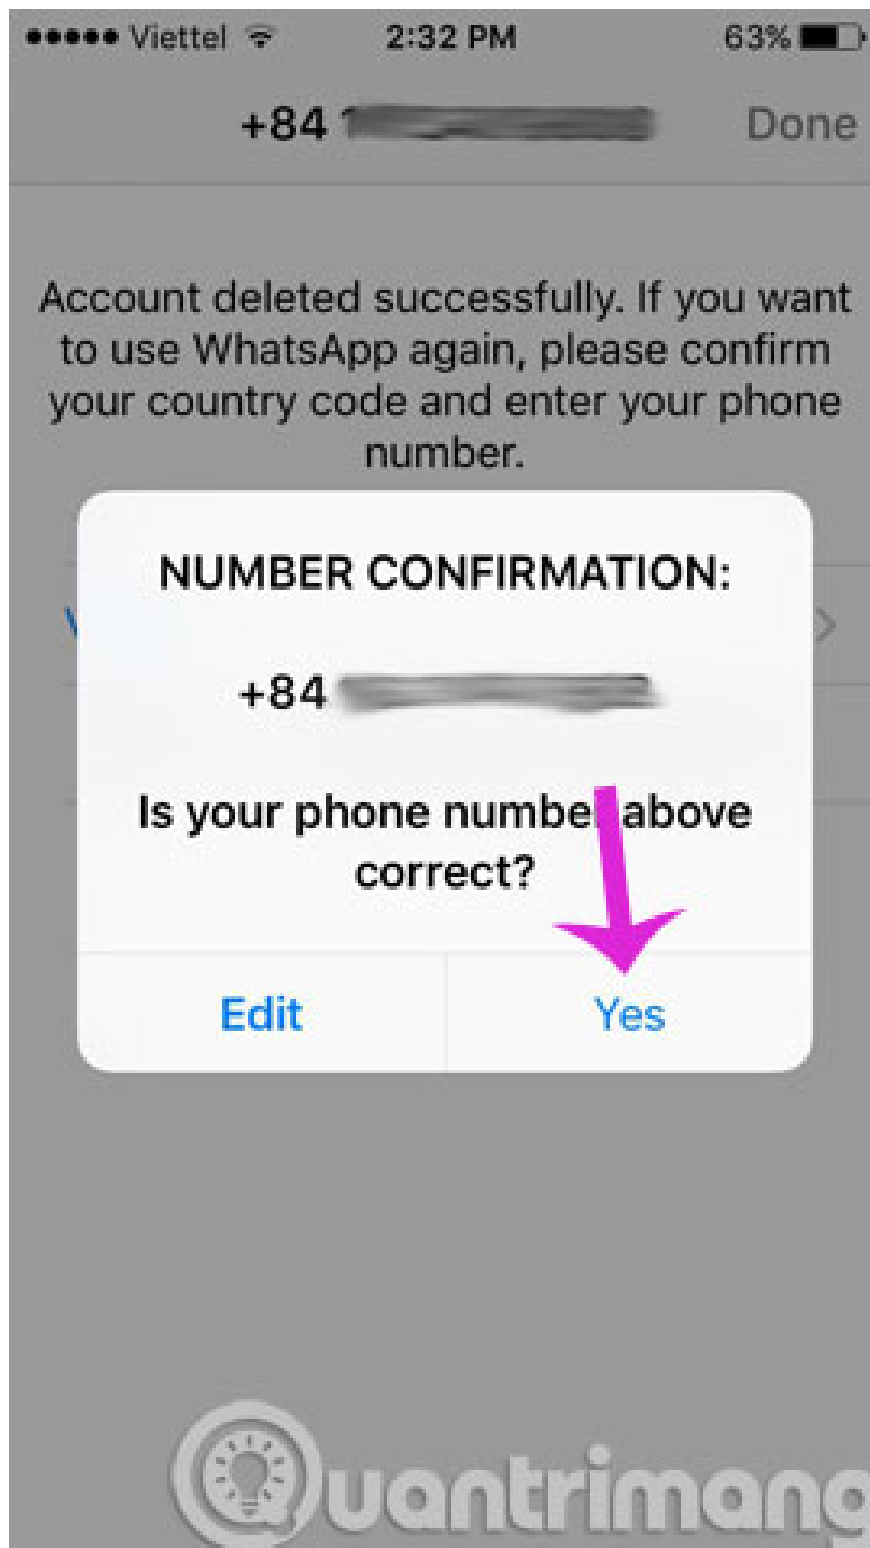 Viettel 2:32 PM 63%
+84 Done
Account deleted successfully. If you want
to use WhatsApp again, please confirm
your country code and enter your phone
number.
NUMBER CONFIRMATION:
+84
Is your phone number above
correct?
Edit Yes
Quantrimang